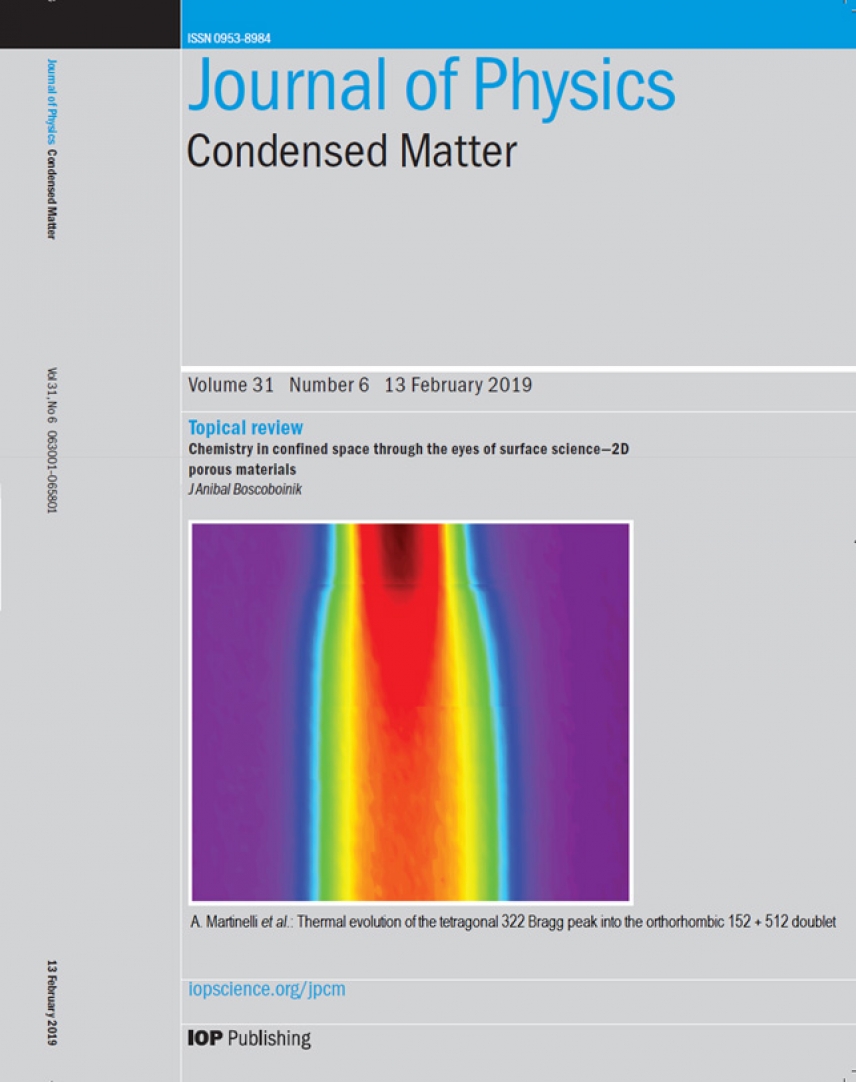 ISSN 0953-8984
Journal of Physics
Condensed Matter
Volume 31 Number 6 13 February 2019
Topical review
Chemistry in confined space through the eyes of surface science—2D
porous materials
J Anibal Boscoboinik
A. Martinelli et al.: Thermal evolution of the tetragonal 322 Bragg peak into the orthorhombic 152 + 512 doublet
iopscience.org/jpcm
IOP Publishing
Journal of Physics Condensed Matter
Vol 31, No 6 063001–065801
13 February 2019